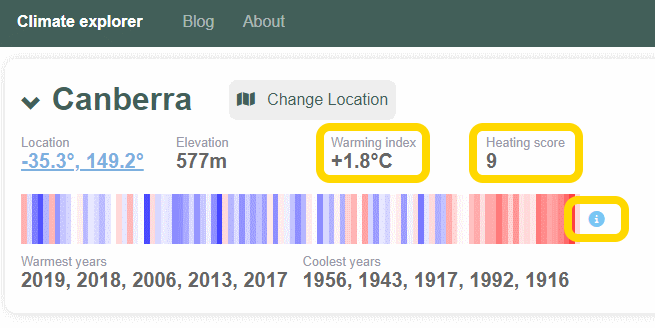 Climate explorer Blog About
Canberra Change Location
Location Elevation Warming index Heating score
-35.3°, 149.2° 577m +1.8°C 9
i
Warmest years Coolest years
2019, 2018, 2006, 2013, 2017 1956, 1943, 1917, 1992, 1916